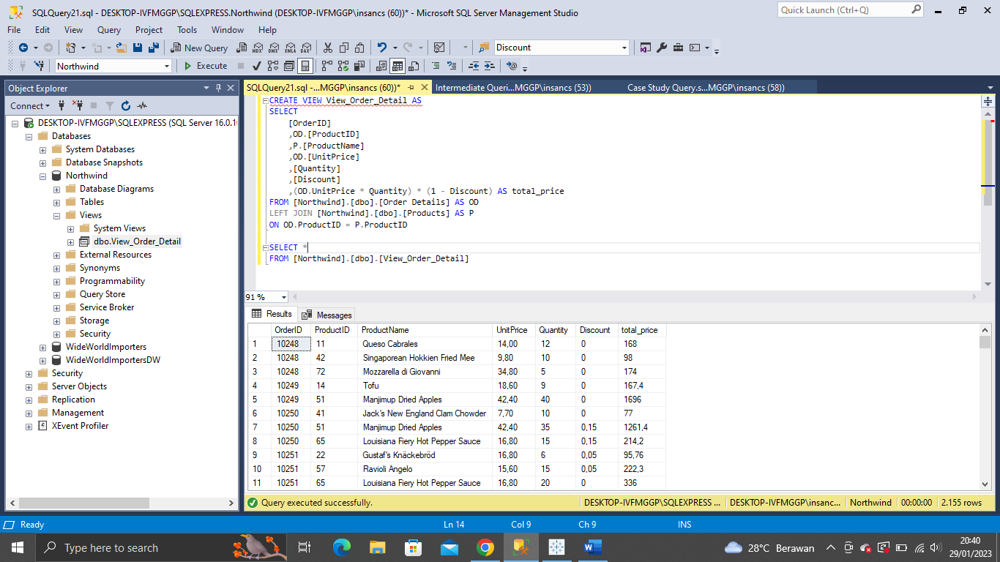 SQLQuery21.sql - DESKTOP-IVFMGGP\SQLEXPRESS.Northwind (DESKTOP-IVFMGGP\insancs (60))* - Microsoft SQL Server Management Studio
Quick Launch (Ctrl+Q)
File Edit View Query Project Tools Window Help
New Query MDX DMX XMLA DAX Discount
Northwind Execute
Object Explorer
SQLQuery21.sql -...MGGP\insancs (60))* Intermediate Queri...MGGP\insancs (53)) Case Study Query.s...MGGP\insancs (58))
Connect
DESKTOP-IVFMGGP\SQLEXPRESS (SQL Server 16.0.1
Databases
System Databases
Database Snapshots
Northwind
Database Diagrams
Tables
Views
System Views
dbo.View_Order_Detail
External Resources
Synonyms
Programmability
Query Store
Service Broker
Storage
Security
WideWorldImporters
WideWorldImportersDW
Security
Server Objects
Replication
Management
XEvent Profiler
CREATE VIEW View_Order_Detail AS
SELECT
[OrderID]
,OD.[ProductID]
,P.[ProductName]
,OD.[UnitPrice]
,[Quantity]
,[Discount]
,(OD.UnitPrice * Quantity) * (1 - Discount) AS total_price
FROM [Northwind].[dbo].[Order Details] AS OD
LEFT JOIN [Northwind].[dbo].[Products] AS P
ON OD.ProductID = P.ProductID
SELECT *
FROM [Northwind].[dbo].[View_Order_Detail]
91 %
Results Messages
OrderID ProductID ProductName UnitPrice Quantity Discount total_price
1 10248 11 Queso Cabrales 14,00 12 0 168
2 10248 42 Singaporean Hokkien Fried Mee 9,80 10 0 98
3 10248 72 Mozzarella di Giovanni 34,80 5 0 174
4 10249 14 Tofu 18,60 9 0 167,4
5 10249 51 Manjimup Dried Apples 42,40 40 0 1696
6 10250 41 Jack's New England Clam Chowder 7,70 10 0 77
7 10250 51 Manjimup Dried Apples 42,40 35 0,15 1261,4
8 10250 65 Louisiana Fiery Hot Pepper Sauce 16,80 15 0,15 214,2
9 10251 22 Gustaf's Knäckebröd 16,80 6 0,05 95,76
10 10251 57 Ravioli Angelo 15,60 15 0,05 222,3
11 10251 65 Louisiana Fiery Hot Pepper Sauce 16,80 20 0 336
Query executed successfully. DESKTOP-IVFMGGP\SQLEXPRESS ... DESKTOP-IVFMGGP\insanc... Northwind 00:00:00 2.155 rows
Ready Ln 14 Col 9 Ch 9 INS
Type here to search 28°C Berawan 20:40
29/01/2023